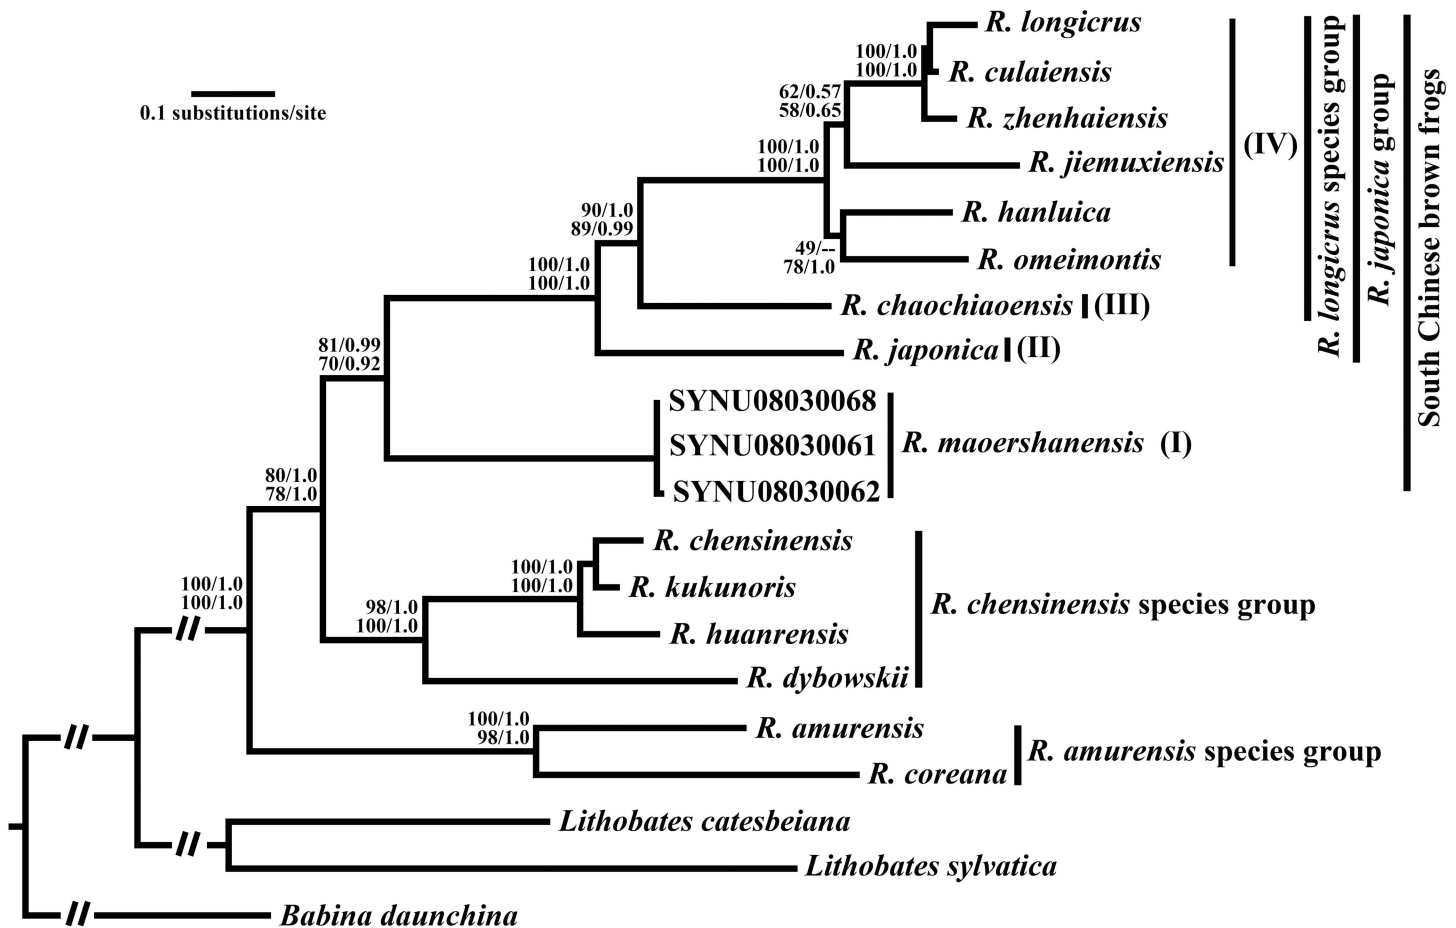 R. longicrus
100/1.0
100/1.0
R. culaiensis
62/0.57
58/0.65
0.1 substitutions/site
R. zhenhaiensis
(IV)
100/1.0
100/1.0
R. jiemuxiensis
R. longicrus species group
R. japonica group
South Chinese brown frogs
90/1.0
89/0.99
R. hanluica
49/--
78/1.0
R. omeimontis
100/1.0
100/1.0
R. chaochiaoensis (III)
81/0.99
70/0.92
R. japonica (II)
SYNU08030068
SYNU08030061
R. maoershanensis (I)
80/1.0
78/1.0
SYNU08030062
R. chensinensis
100/1.0
100/1.0
R. kukunoris
100/1.0
100/1.0
98/1.0
100/1.0
R. chensinensis species group
R. huanrensis
R. dybowskii
100/1.0
98/1.0
R. amurensis
R. amurensis species group
R. coreana
Lithobates catesbeiana
Lithobates sylvatica
Babina daunchina